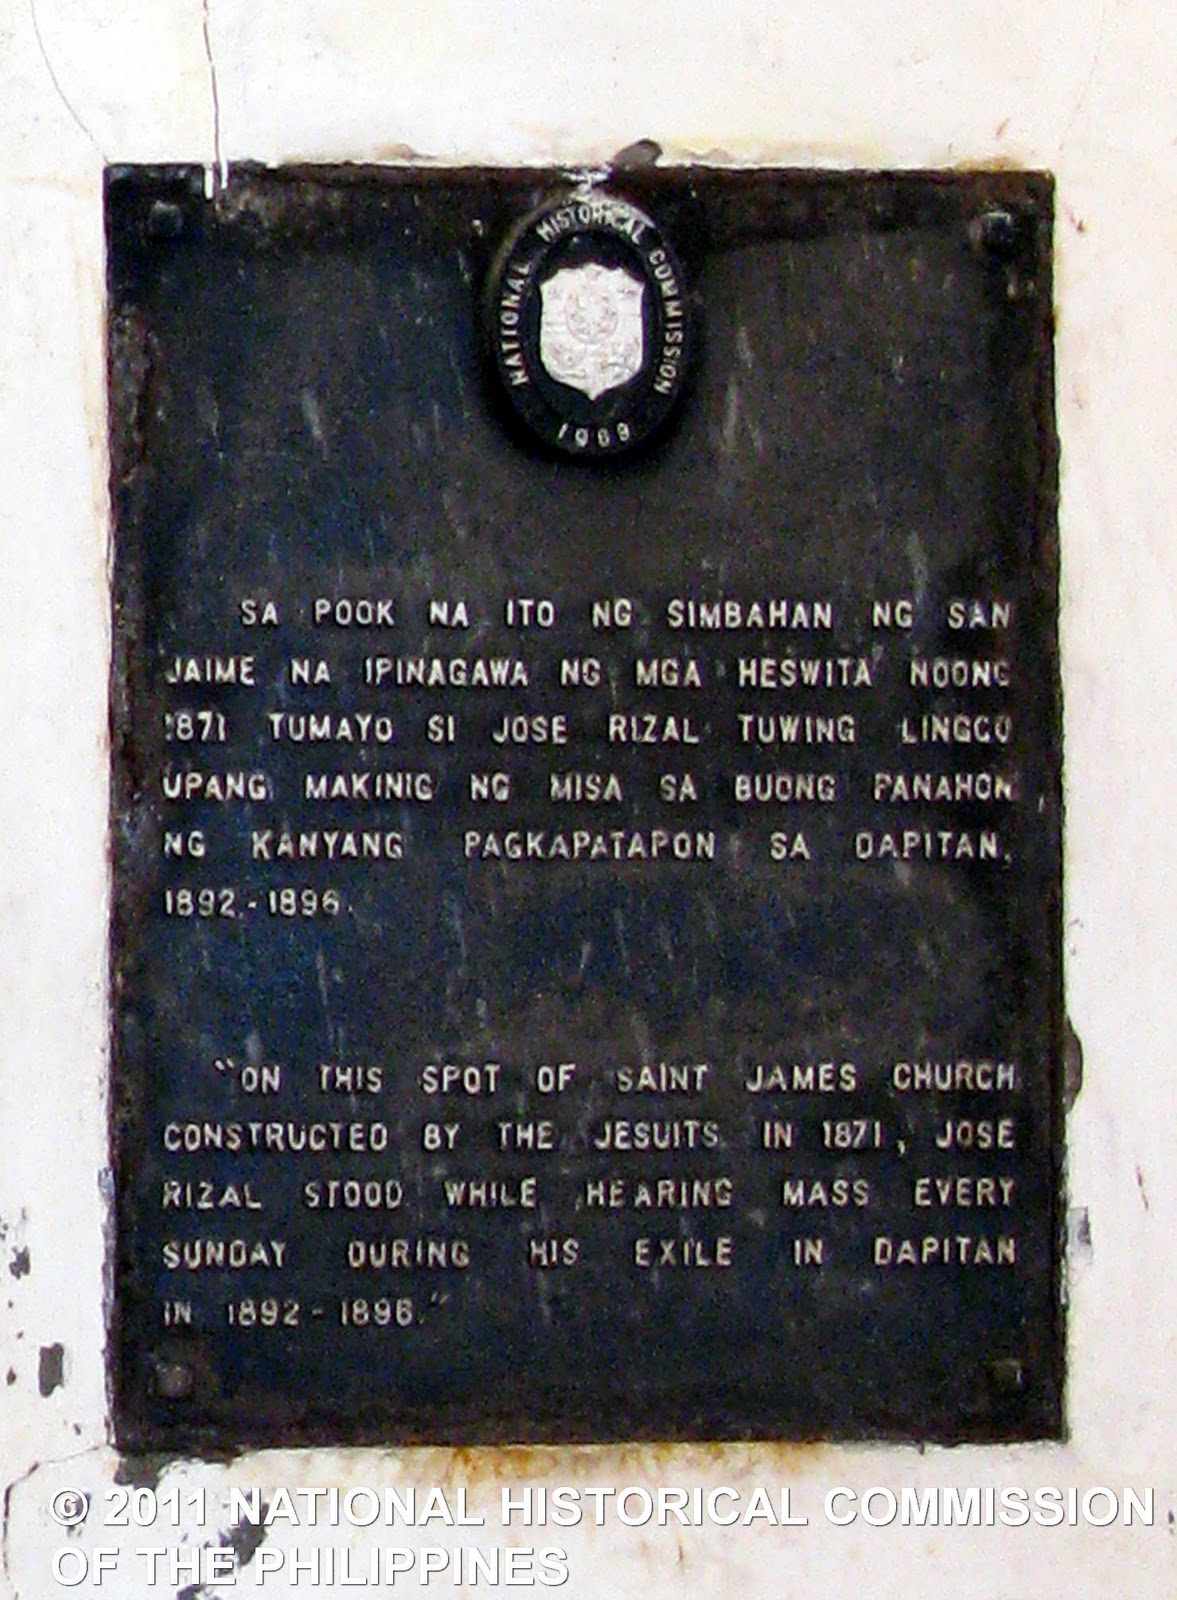 NATIONAL HISTORICAL COMMISSION
1969
SA POOK NA ITO NG SIMBAHAN NG SAN
JAIME NA IPINAGAWA NG MGA HESWITA NOONG
1871 TUMAYO SI JOSE RIZAL TUWING LINGGO
UPANG MAKINIG NG MISA SA BUONG PANAHON
NG KANYANG PAGKAPATAPON SA DAPITAN,
1892.-1896.
"ON THIS SPOT OF SAINT JAMES CHURCH
CONSTRUCTED BY THE JESUITS IN 1871, JOSE
RIZAL STOOD WHILE HEARING MASS EVERY
SUNDAY DURING HIS EXILE IN DAPITAN
IN 1892-1896."
© 2011 NATIONAL HISTORICAL COMMISSION
OF THE PHILIPPINES